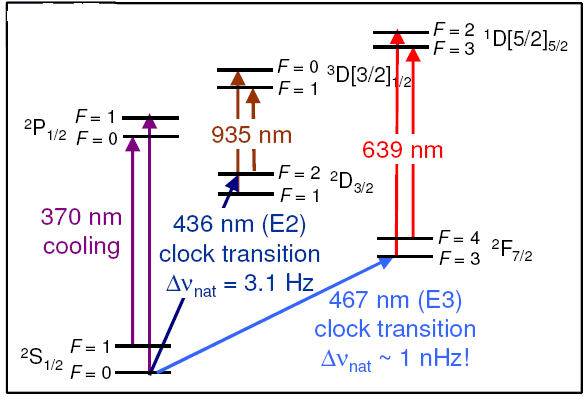 F = 2 ¹D[5/2]₅/₂
F = 3
F = 0 ³D[3/2]₁/₂
F = 1
²P₁/₂ F = 1
F = 0
935 nm
639 nm
F = 2 ²D₃/₂
F = 1
370 nm
cooling
436 nm (E2)
clock transition
Δνnat = 3.1 Hz
F = 4 ²F₇/₂
F = 3
467 nm (E3)
clock transition
Δνnat ~ 1 nHz!
²S₁/₂ F = 1
F = 0